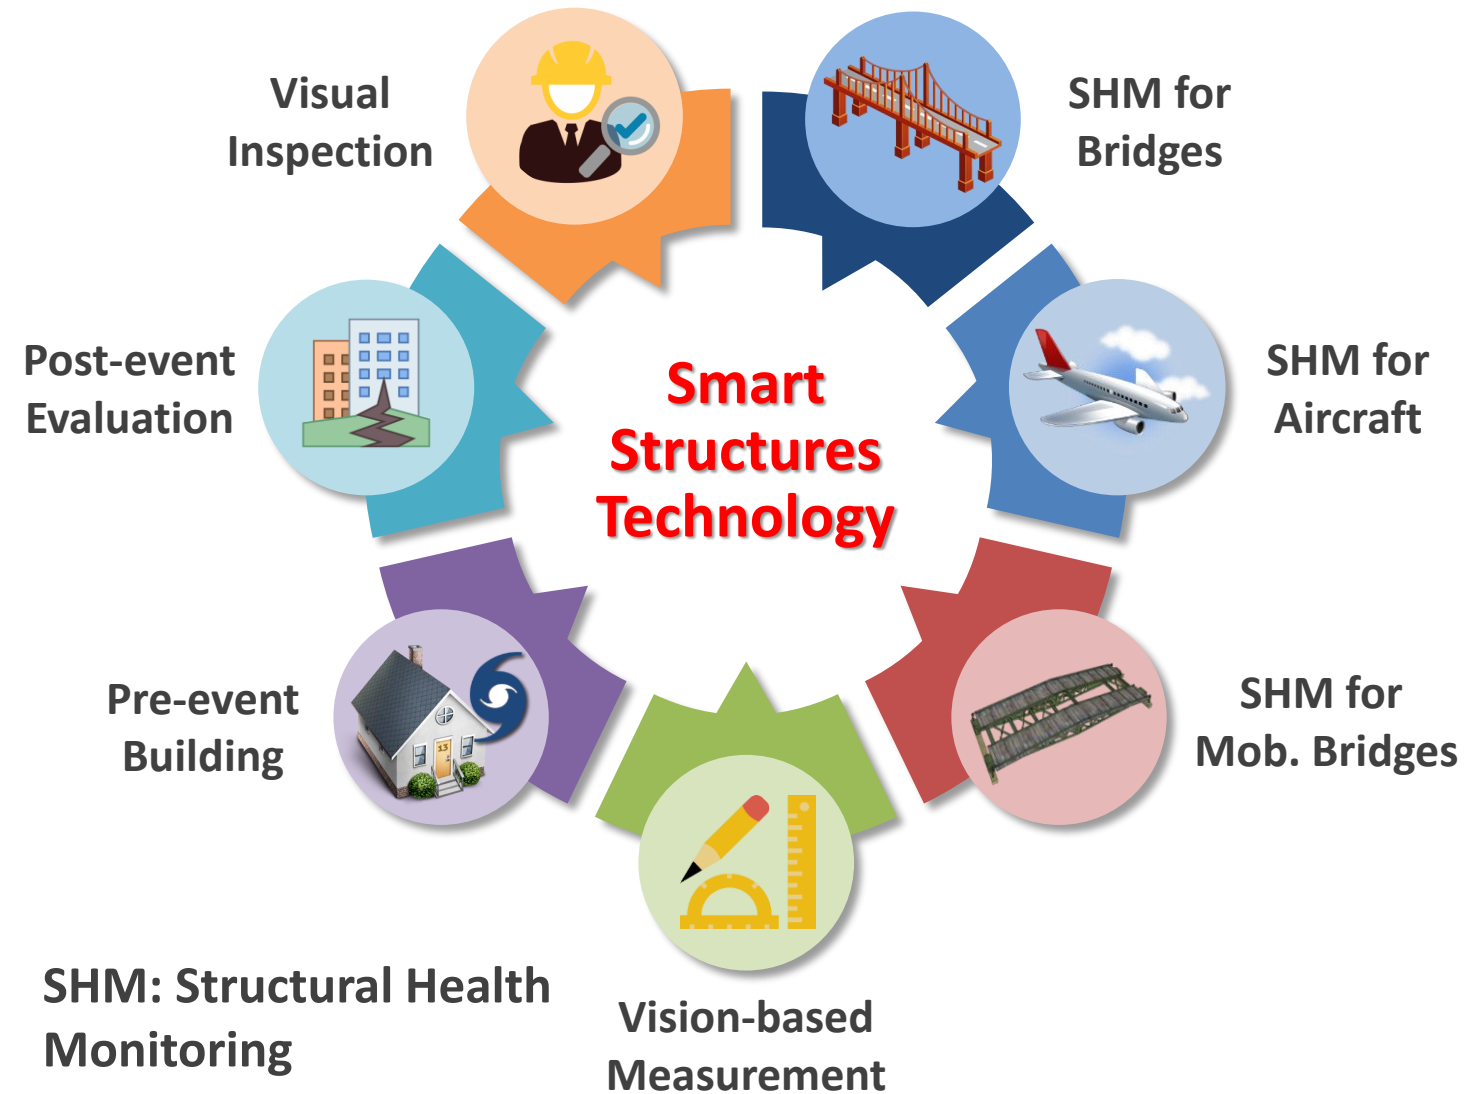 Visual
Inspection
SHM for
Bridges
Post-event
Evaluation
Smart
Structures
Technology
SHM for
Aircraft
Pre-event
Building
13
SHM for
Mob. Bridges
SHM: Structural Health
Monitoring
Vision-based
Measurement